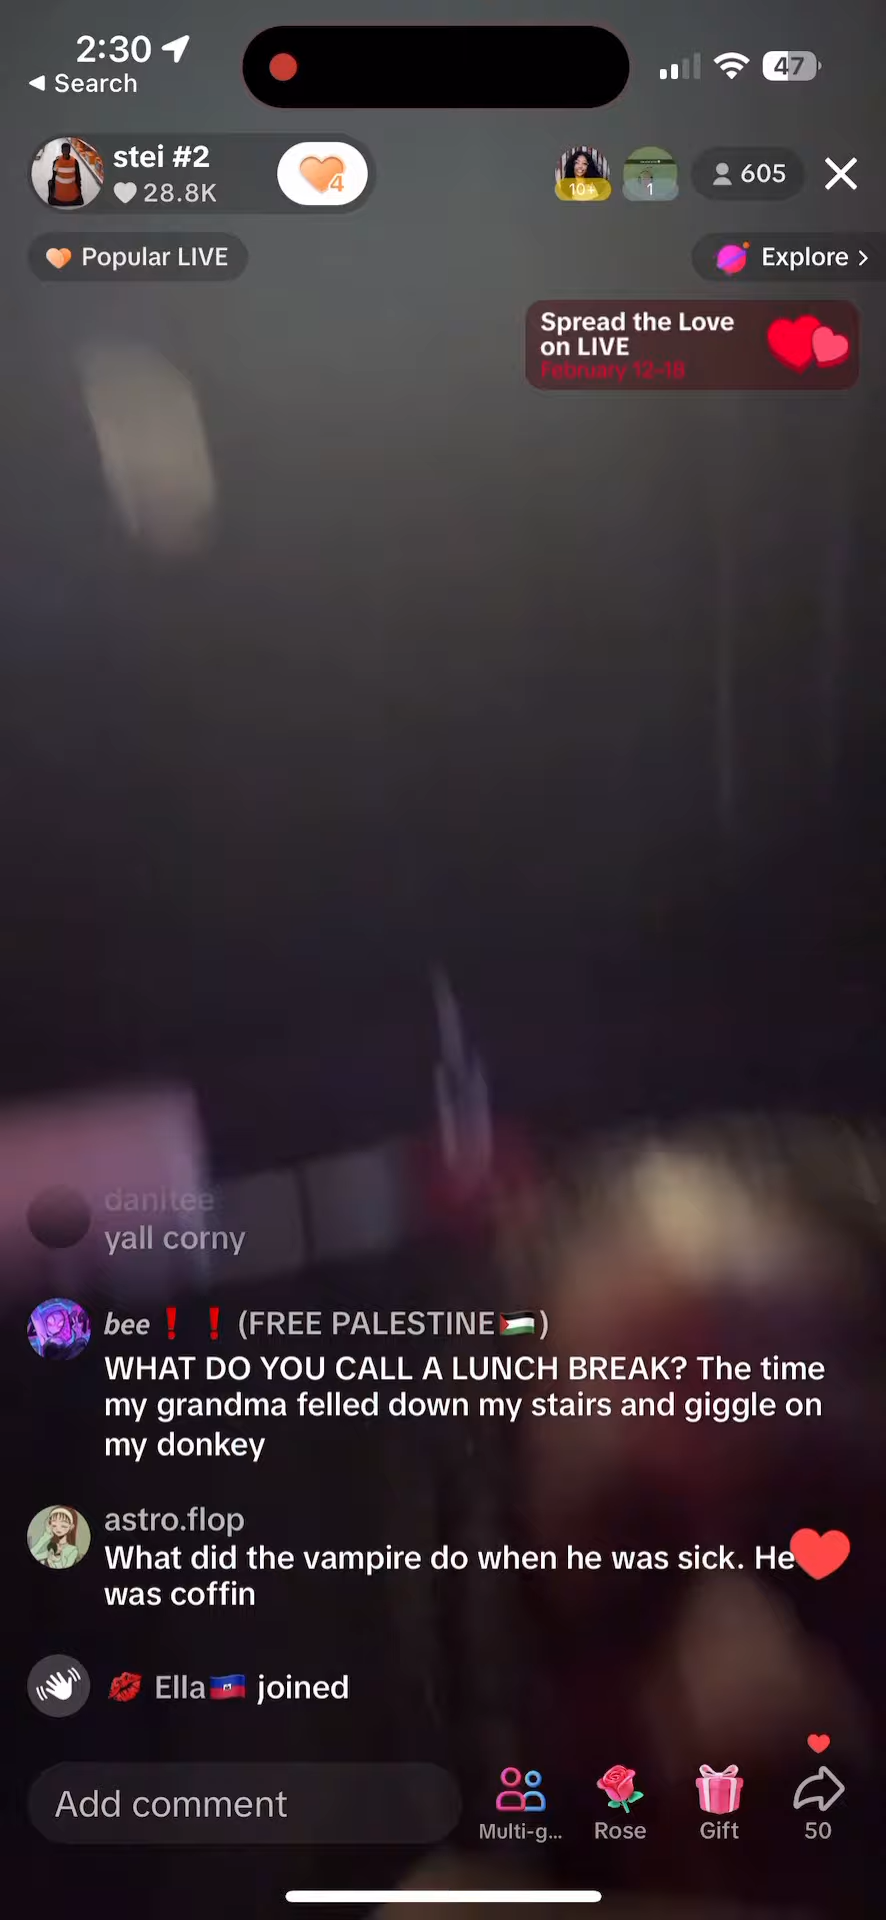 2:30
◀ Search
47
stei #2
28.8K
4
10+
1
605
Popular LIVE
Explore >
Spread the Love
on LIVE
February 12-18
danitee
yall corny
bee❗❗(FREE PALESTINE🇵🇸)
WHAT DO YOU CALL A LUNCH BREAK? The time
my grandma felled down my stairs and giggle on
my donkey
astro.flop
What did the vampire do when he was sick. He
was coffin
💋 Ella🇭🇹 joined
Add comment
Multi-g...
Rose
Gift
50